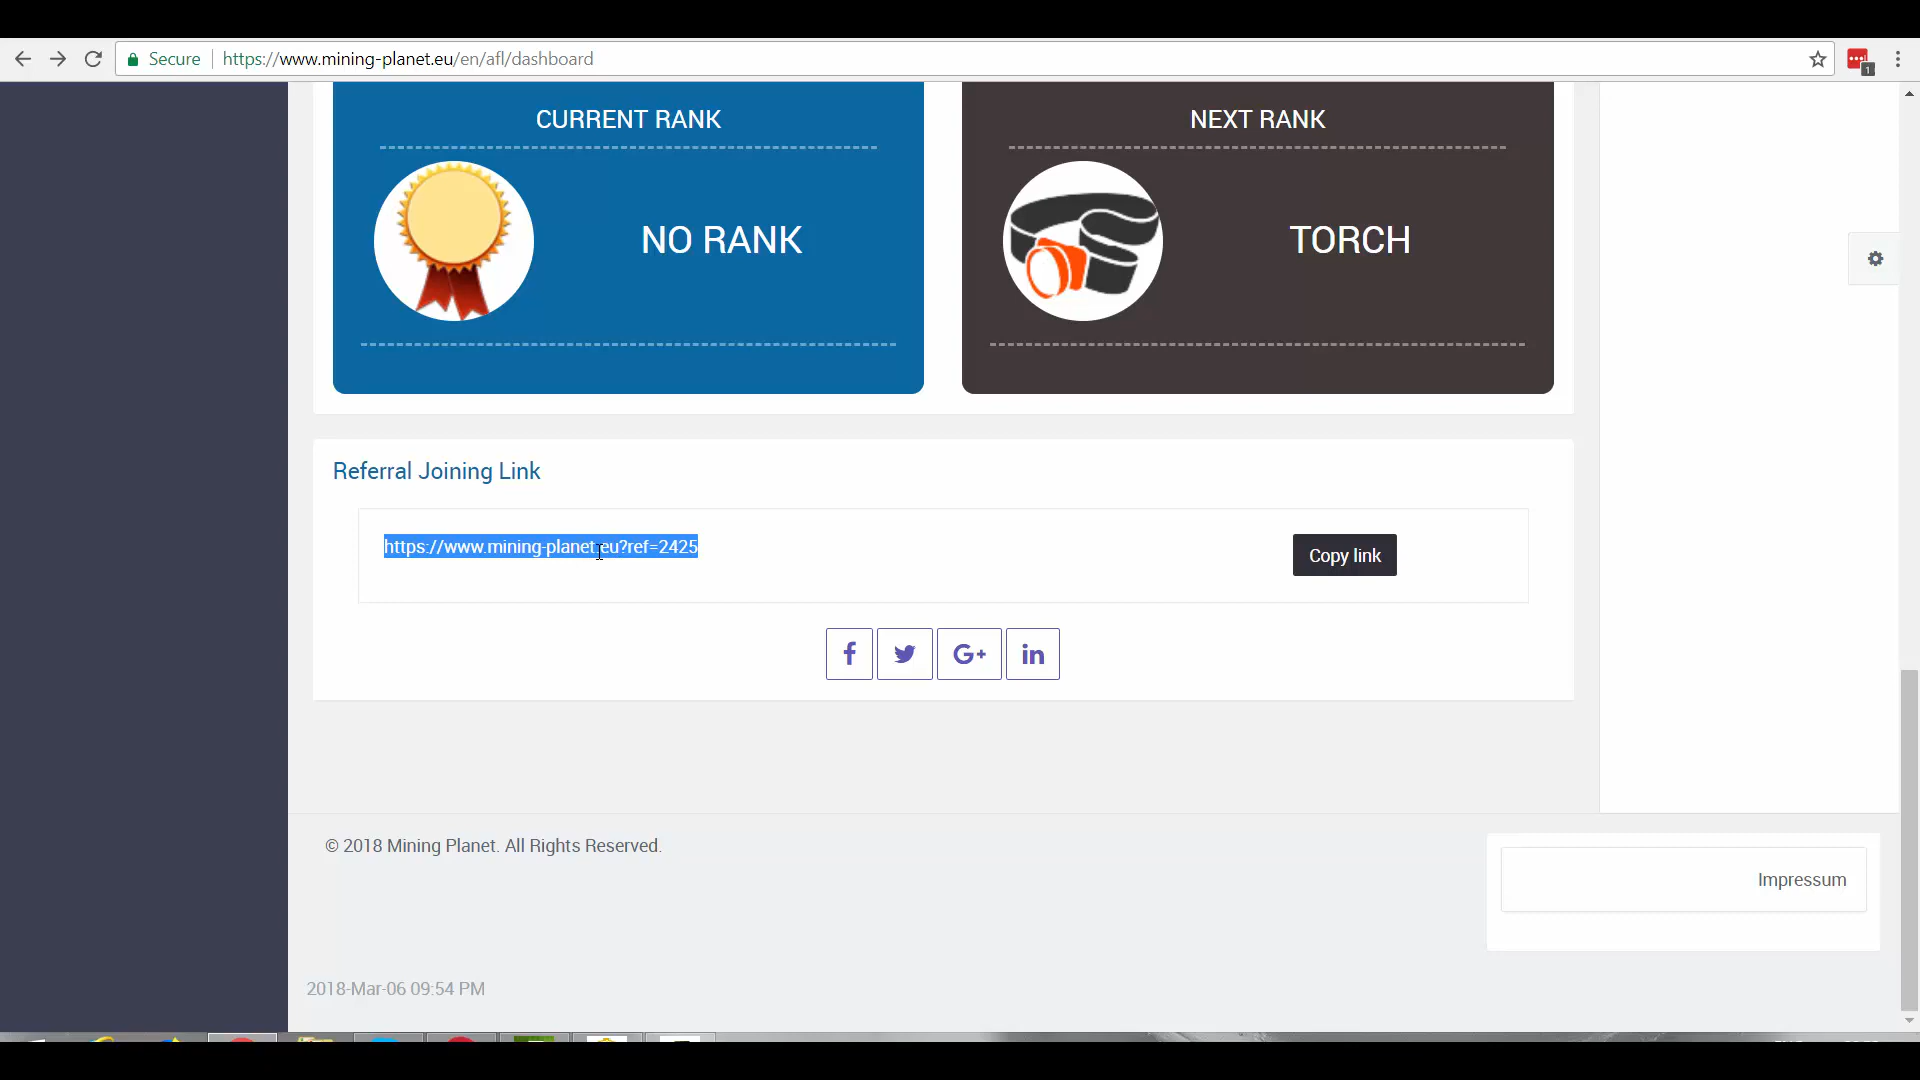 Secure https://www.mining-planet.eu/en/afl/dashboard
1
CURRENT RANK
NO RANK
NEXT RANK
TORCH
Referral Joining Link
https://www.mining-planet.eu?ref=2425
Copy link
f G+ in
© 2018 Mining Planet. All Rights Reserved.
Impressum
2018-Mar-06 09:54 PM